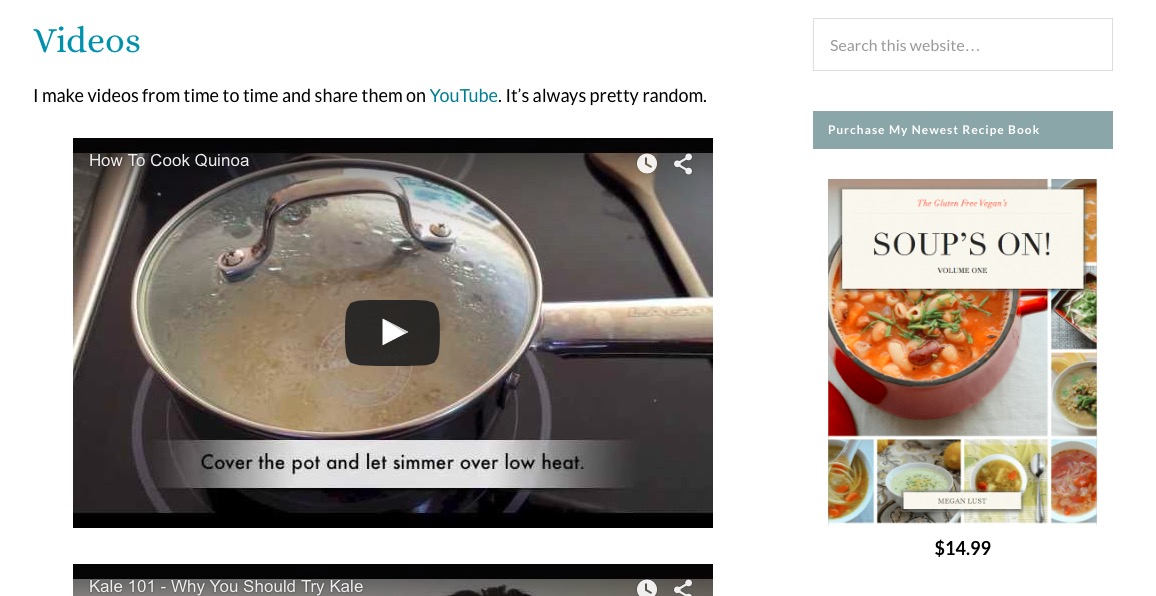 Videos
I make videos from time to time and share them on YouTube. It’s always pretty random.
How To Cook Quinoa
Cover the pot and let simmer over low heat.
Kale 101 - Why You Should Try Kale
Search this website…
Purchase My Newest Recipe Book
The Gluten Free Vegan's
SOUP'S ON!
VOLUME ONE
MEGAN LUST
$14.99